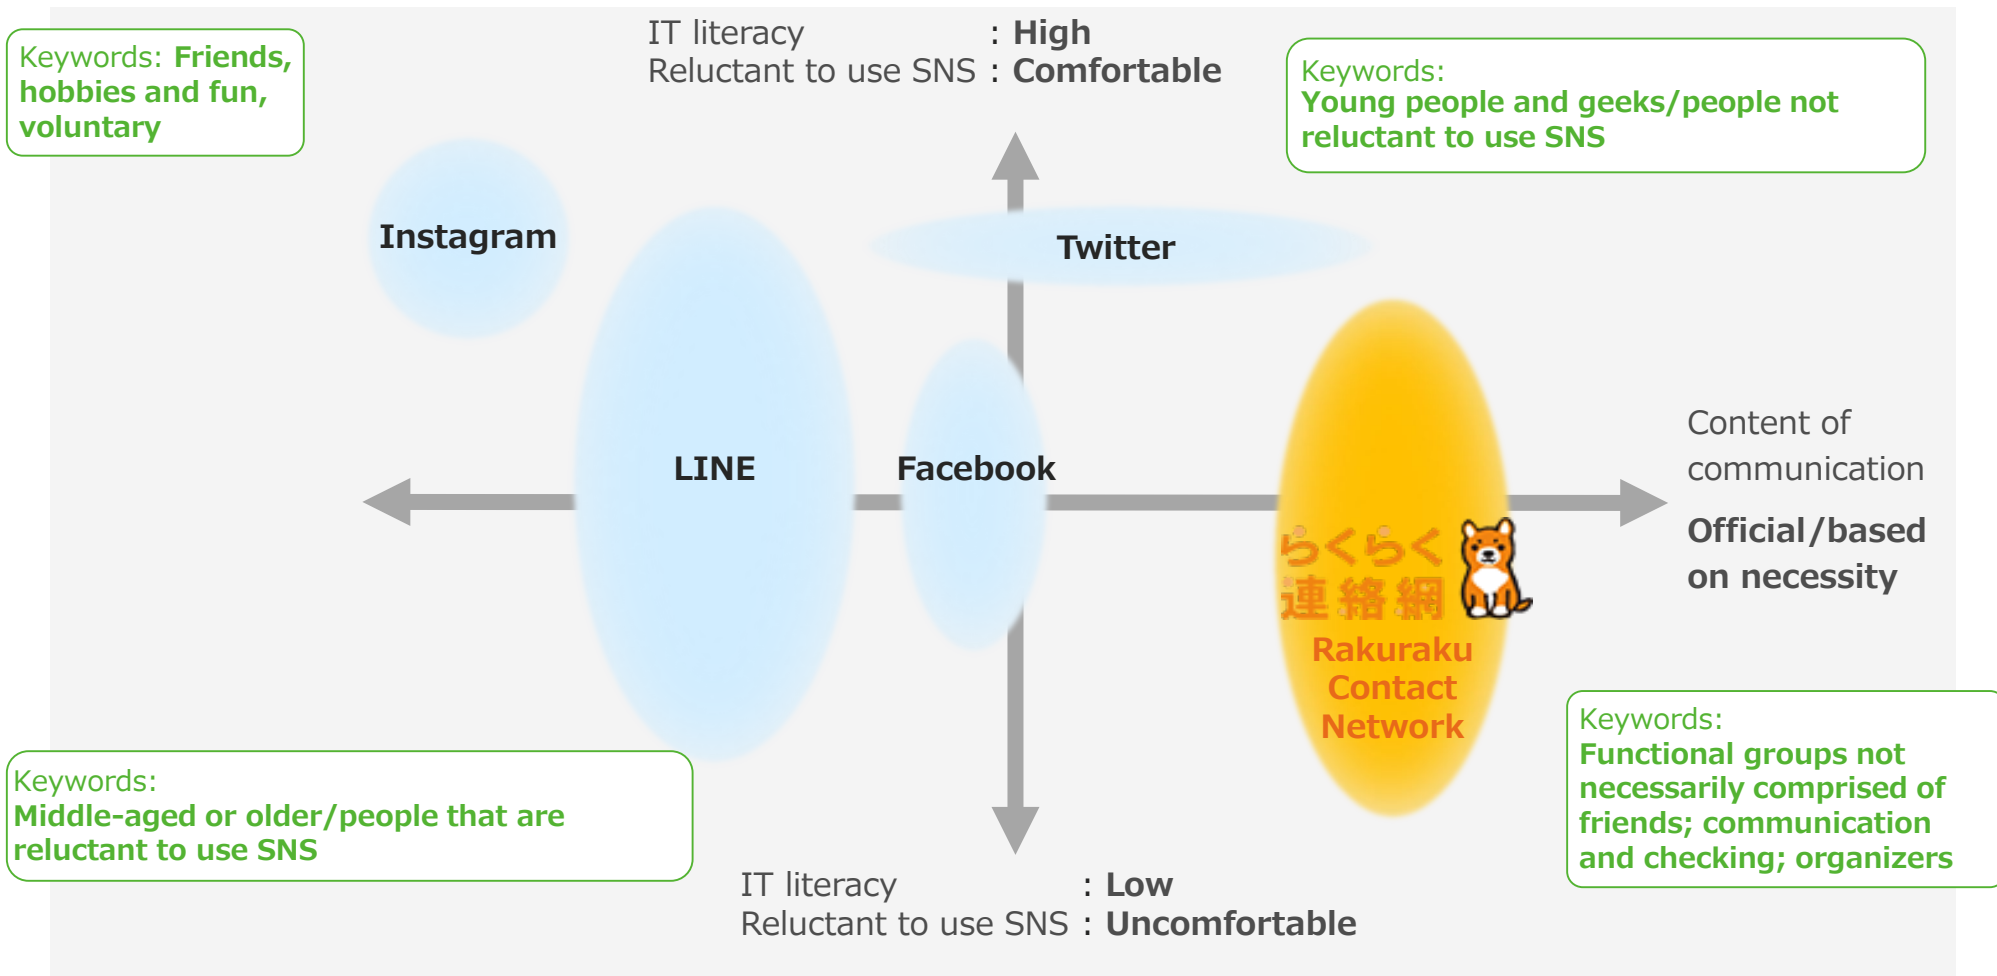 IT literacy : High
Reluctant to use SNS : Comfortable
Keywords: Friends,
hobbies and fun,
voluntary
Keywords:
Young people and geeks/people not
reluctant to use SNS
Instagram
Twitter
LINE
Facebook
Content of
communication
Official/based
on necessity
らくらく
連絡網
Rakuraku
Contact
Network
Keywords:
Functional groups not
necessarily comprised of
friends; communication
and checking; organizers
Keywords:
Middle-aged or older/people that are
reluctant to use SNS
IT literacy : Low
Reluctant to use SNS : Uncomfortable